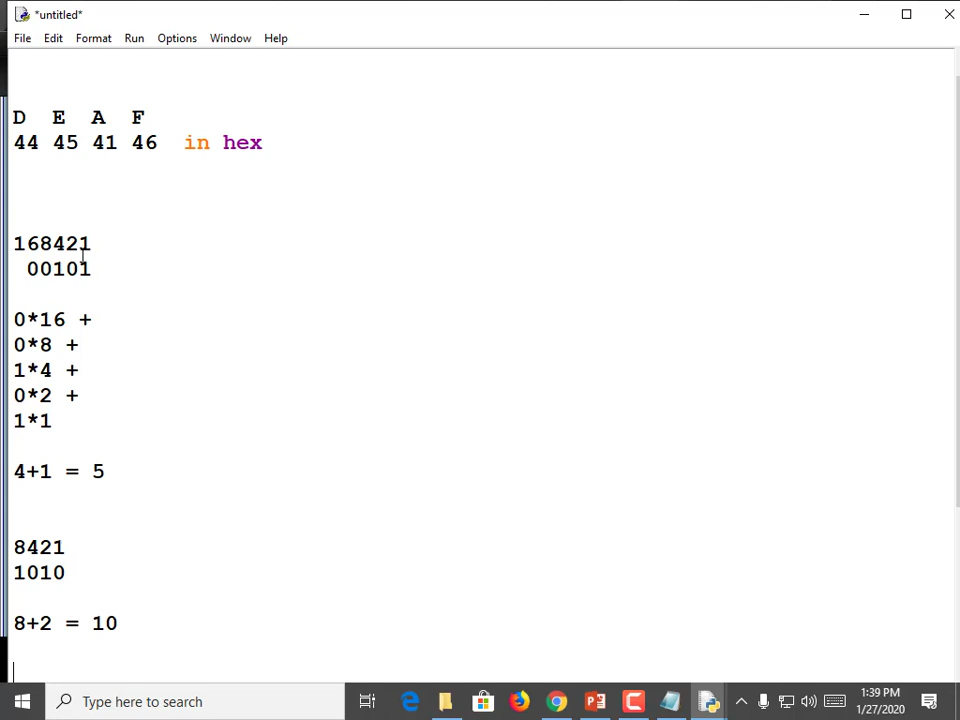 *untitled*
File Edit Format Run Options Window Help
D E A F
44 45 41 46 in hex
168421
00101
0*16 +
0*8 +
1*4 +
0*2 +
1*1
4+1 = 5
8421
1010
8+2 = 10
Type here to search
1:39 PM
1/27/2020